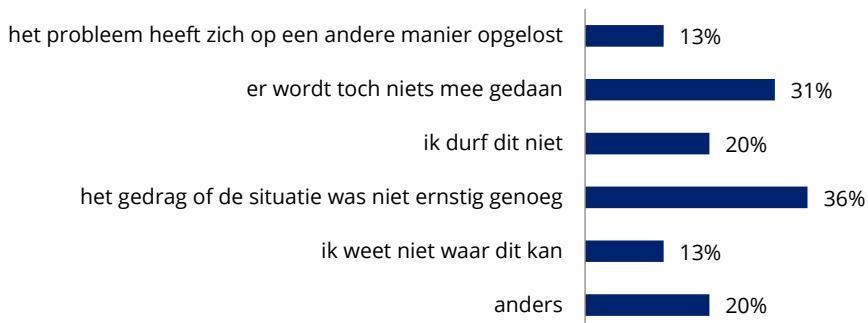 het probleem heeft zich op een andere manier opgelost 13%
er wordt toch niets mee gedaan 31%
ik durf dit niet 20%
het gedrag of de situatie was niet ernstig genoeg 36%
ik weet niet waar dit kan 13%
anders 20%